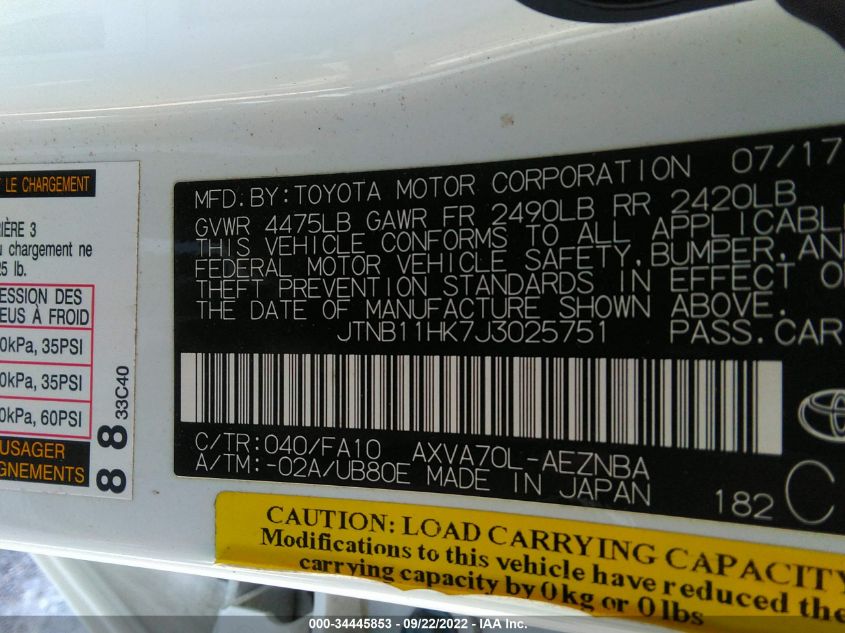 T LE CHARGEMENT
IÈRE 3
u chargement ne
5 lb.
ESSION DES
EUS À FROID
0kPa, 35PSI
0kPa, 35PSI
0kPa, 60PSI
USAGER
GNEMENTS
88
33C40
MFD. BY: TOYOTA MOTOR CORPORATION 07/17
GVWR 4475LB GAWR FR 2490LB RR 2420LB
THIS VEHICLE CONFORMS TO ALL APPLICABL
FEDERAL MOTOR VEHICLE SAFETY, BUMPER, AN
THEFT PREVENTION STANDARDS IN EFFECT O
THE DATE OF MANUFACTURE SHOWN ABOVE.
JTNB11HK7J3025751 PASS. CAR
C/TR: 040/FA10 AXVA70L-AEZNBA
A/TM: -02A/UB80E MADE IN JAPAN 182 C
CAUTION: LOAD CARRYING CAPACITY
Modifications to this vehicle have reduced the
carrying capacity by 0 kg or 0 lbs
000-34445853 - 09/22/2022 - IAA Inc.